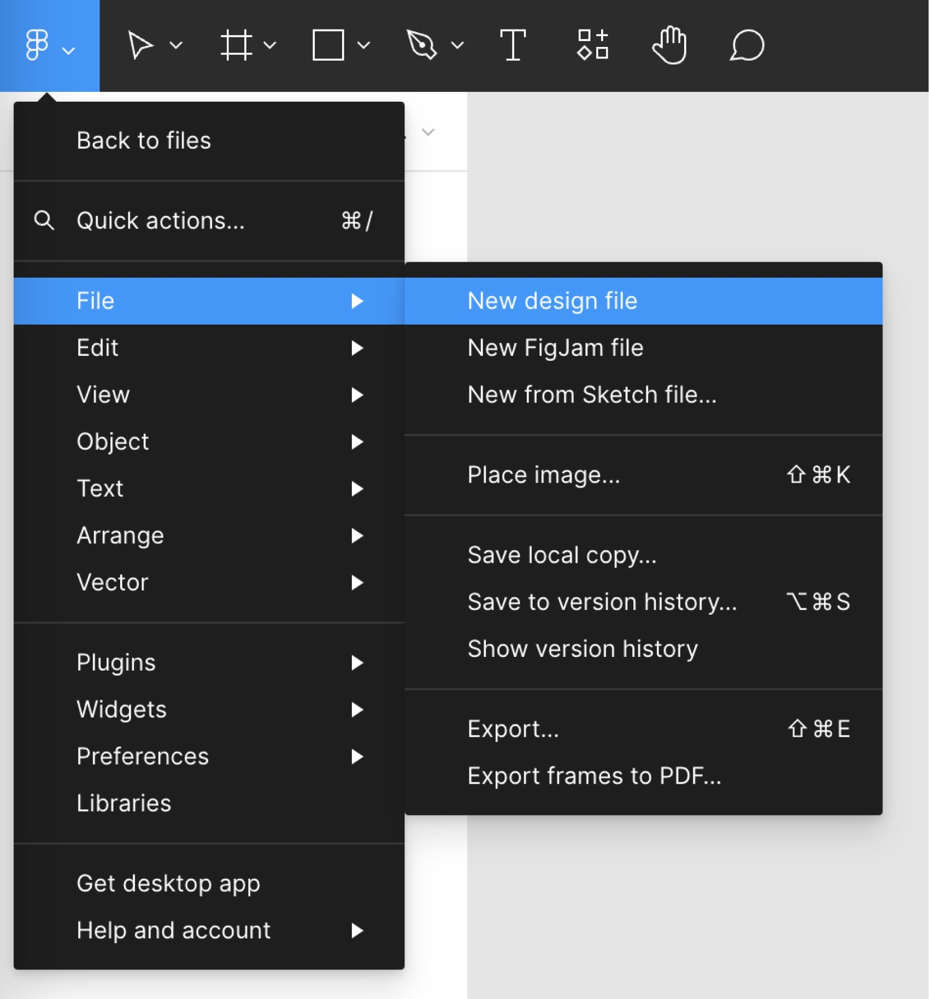 Back to files
Quick actions... ⌘/
File
Edit
View
Object
Text
Arrange
Vector
Plugins
Widgets
Preferences
Libraries
Get desktop app
Help and account
New design file
New FigJam file
New from Sketch file...
Place image... ⇧⌘K
Save local copy...
Save to version history... ⌥⌘S
Show version history
Export... ⇧⌘E
Export frames to PDF...